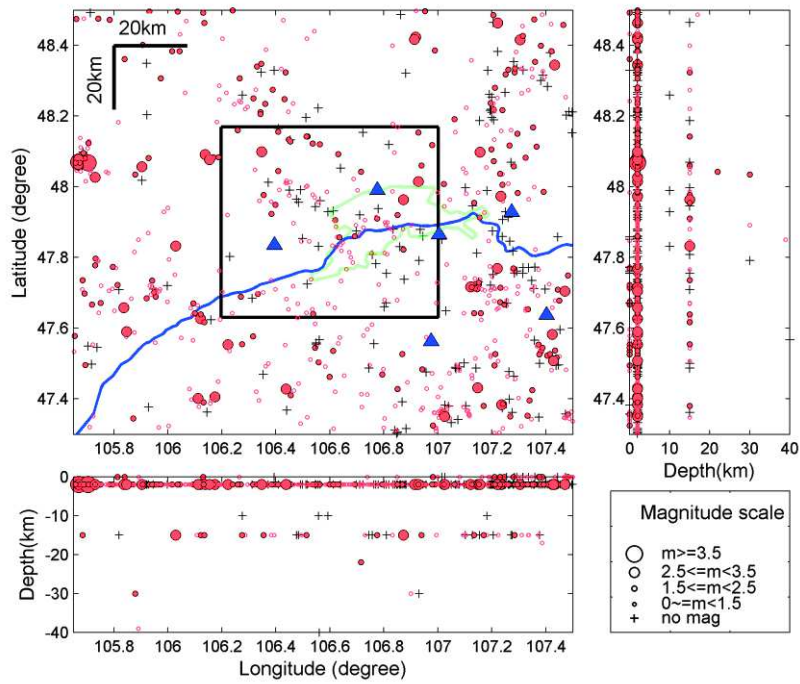 20km
20km
48.4
48.2
48
47.8
47.6
47.4
Latitude (degree)
105.8 106 106.2 106.4 106.6 106.8 107 107.2 107.4
0 10 20 30 40
Depth(km)
0
-10
-20
-30
-40
Depth(km)
105.8 106 106.2 106.4 106.6 106.8 107 107.2 107.4
Longitude (degree)
48.4
48.2
48
47.8
47.6
47.4
Magnitude scale
m>=3.5
2.5<=m<3.5
1.5<=m<2.5
0~=m<1.5
no mag